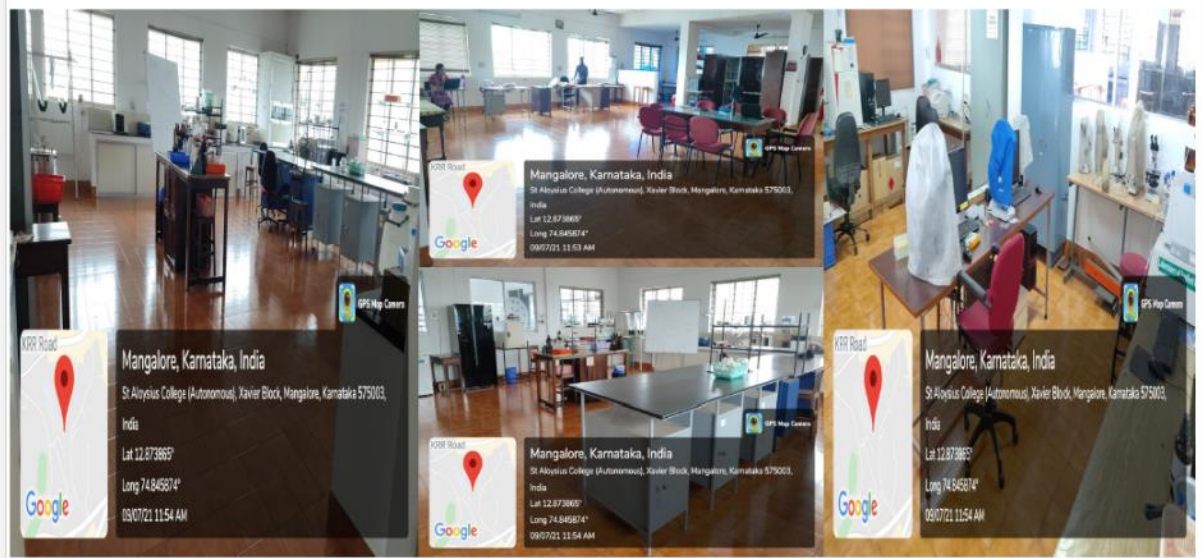 KRR Road
Google
GPS Map Camera
Mangalore, Karnataka, India
St Aloysius College (Autonomous), Xavier Block, Mangalore, Karnataka 575003,
India
Lat 12.873865°
Long 74.845874°
09/07/21 11:54 AM
KRR Road
Google
GPS Map Camera
Mangalore, Karnataka, India
St Aloysius College (Autonomous), Xavier Block, Mangalore, Karnataka 575003,
India
Lat 12.873865°
Long 74.845874°
09/07/21 11:53 AM
KRR Road
Google
GPS Map Camera
Mangalore, Karnataka, India
St Aloysius College (Autonomous), Xavier Block, Mangalore, Karnataka 575003,
India
Lat 12.873865°
Long 74.845874°
09/07/21 11:54 AM
KRR Road
Google
GPS Map Camera
Mangalore, Karnataka, India
St Aloysius College (Autonomous), Xavier Block, Mangalore, Karnataka 575003,
India
Lat 12.873865°
Long 74.845874°
09/07/21 11:54 AM